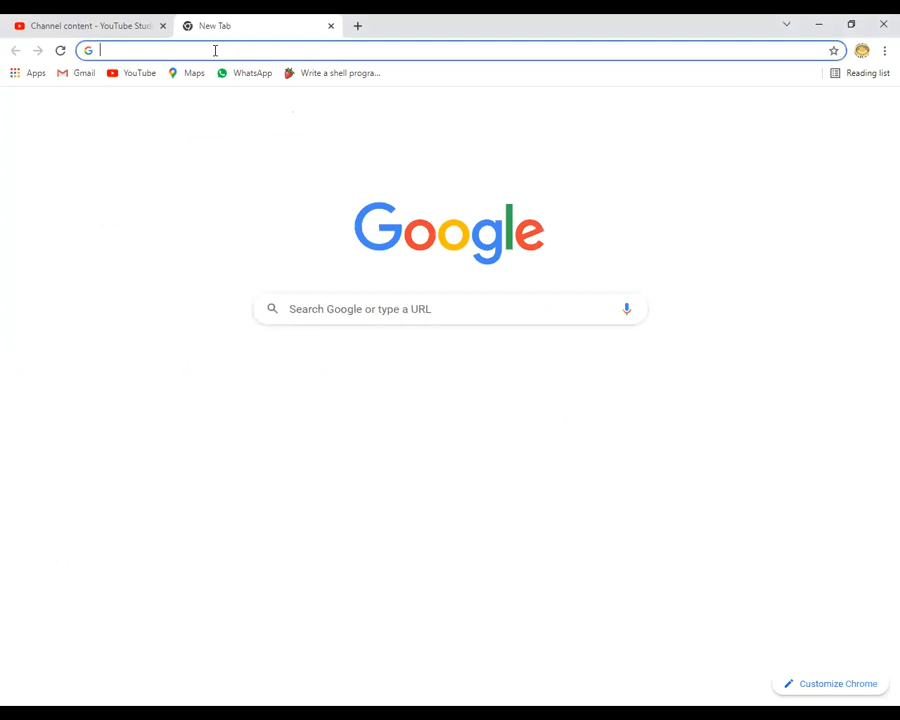 Channel content - YouTube Stud
New Tab
Apps
Gmail
YouTube
Maps
WhatsApp
Write a shell progra...
Reading list
Google
Search Google or type a URL
Customize Chrome